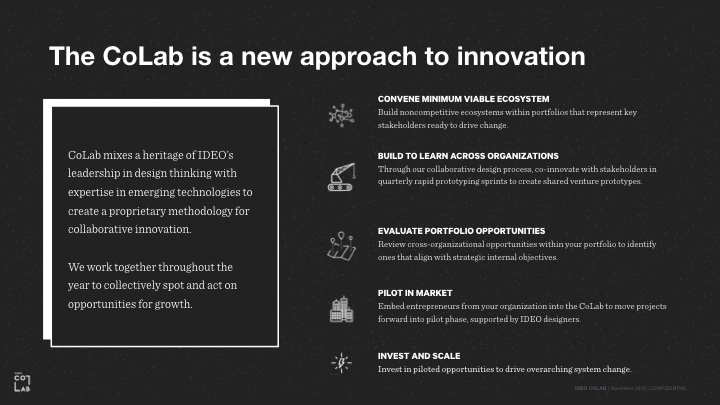 The CoLab is a new approach to innovation
CoLab mixes a heritage of IDEO's
leadership in design thinking with
expertise in emerging technologies to
create a proprietary methodology for
collaborative innovation.
We work together throughout the
year to collectively spot and act on
opportunities for growth.
CONVENE MINIMUM VIABLE ECOSYSTEM
Build noncompetitive ecosystems within portfolios that represent key
stakeholders ready to drive change.
BUILD TO LEARN ACROSS ORGANIZATIONS
Through our collaborative design process, co-innovate with stakeholders in
quarterly rapid prototyping sprints to create shared venture prototypes.
EVALUATE PORTFOLIO OPPORTUNITIES
Review cross-organizational opportunities within your portfolio to identify
ones that align with strategic internal objectives.
PILOT IN MARKET
Embed entrepreneurs from your organization into the CoLab to move projects
forward into pilot phase, supported by IDEO designers.
INVEST AND SCALE
Invest in piloted opportunities to drive overarching system change.
CO
LAB
IDEO COLAB | November | CONFIDENTIAL